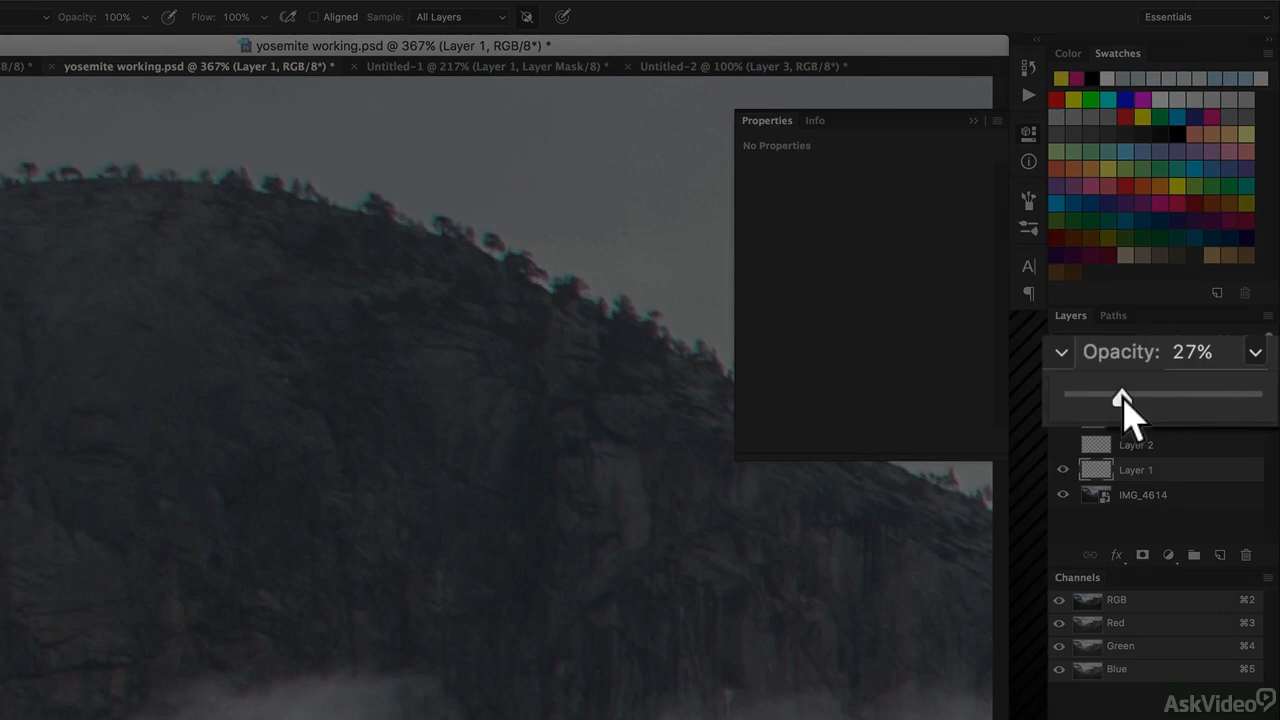 Opacity: 100% Flow: 100% Aligned Sample: All Layers Essentials
yosemite working.psd @ 367% (Layer 1, RGB/8*) *
B/8) * × yosemite working.psd @ 367% (Layer 1, RGB/8*) * × Untitled-1 @ 217% (Layer 1, Layer Mask/8) * × Untitled-2 @ 100% (Layer 3, RGB/8*) *
Color Swatches
Properties Info
No Properties
Layers Paths
Opacity: 27%
Layer 2
Layer 1
IMG_4614
fx
Channels
RGB ⌘2
Red ⌘3
Green ⌘4
Blue ⌘5
AskVideo